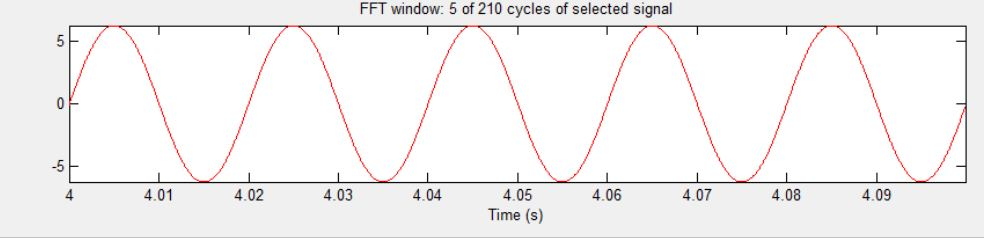 FFT window: 5 of 210 cycles of selected signal
5
0
-5
4 4.01 4.02 4.03 4.04 4.05 4.06 4.07 4.08 4.09
Time (s)